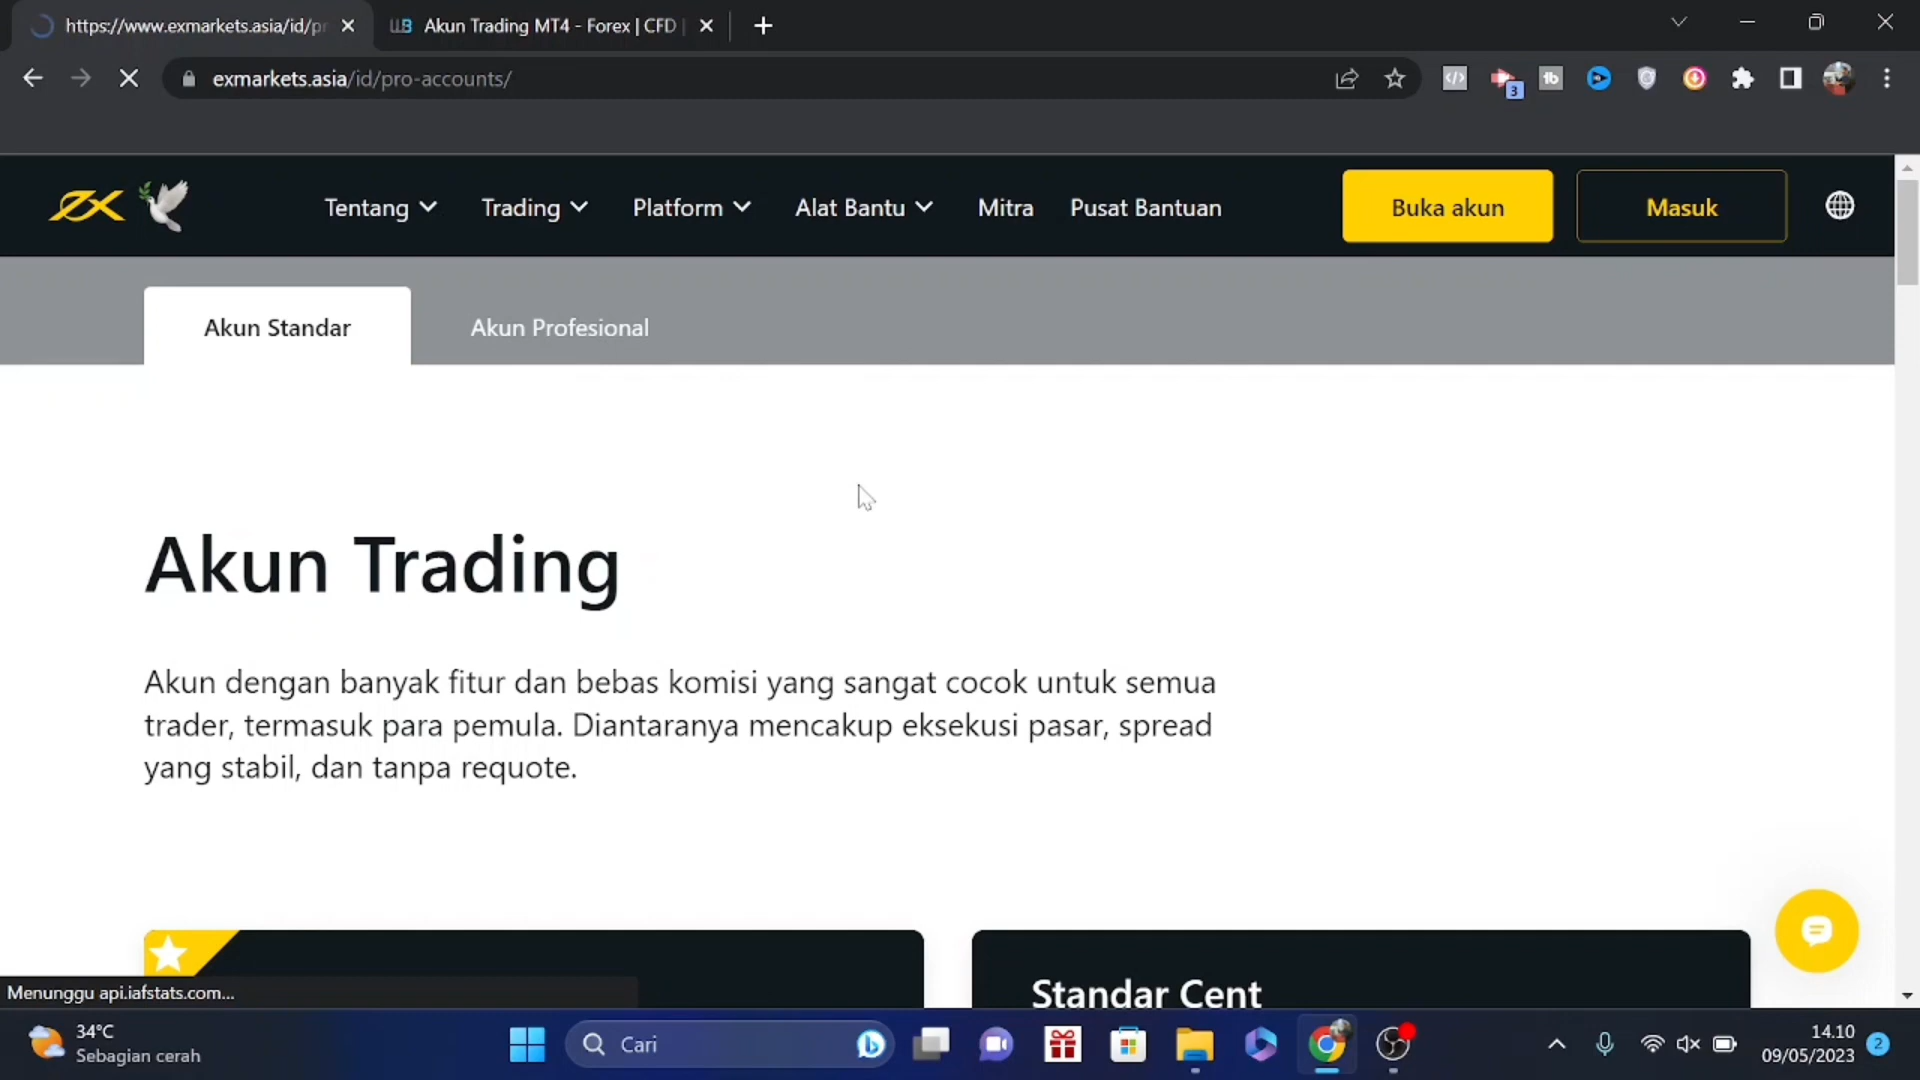 https://www.exmarkets.asia/id/pr
Akun Trading MT4 - Forex | CFD |
exmarkets.asia/id/pro-accounts/
3
ex
Tentang
Trading
Platform
Alat Bantu
Mitra
Pusat Bantuan
Buka akun
Masuk
Akun Standar
Akun Profesional
Akun Trading
Akun dengan banyak fitur dan bebas komisi yang sangat cocok untuk semua
trader, termasuk para pemula. Diantaranya mencakup eksekusi pasar, spread
yang stabil, dan tanpa requote.
Standar Cent
Menunggu api.iafstats.com...
34°C
Sebagian cerah
Cari
14.10
09/05/2023
2